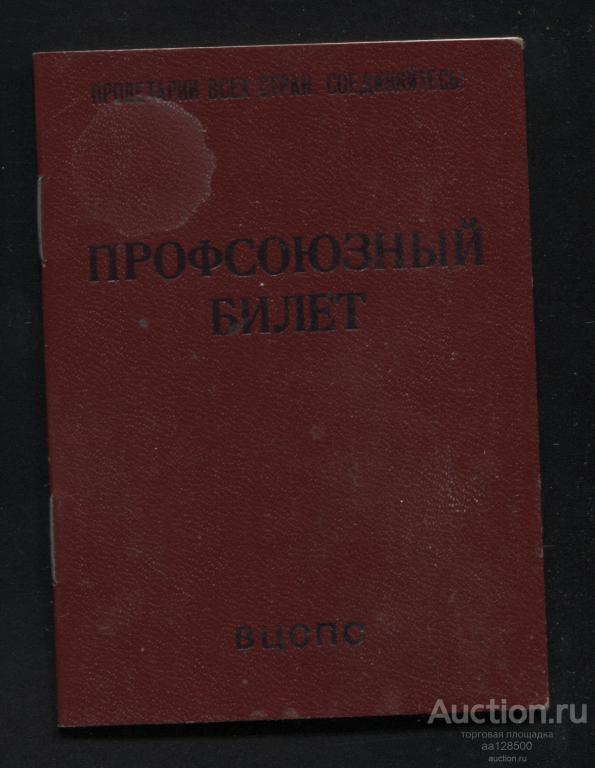 ПРОЛЕТАРИИ ВСЕХ СТРАН, СОЕДИНЯЙТЕСЬ!
ПРОФСОЮЗНЫЙ
БИЛЕТ
ВЦСПС
Auction.ru
торговая площадка
aa128500
auction.ru